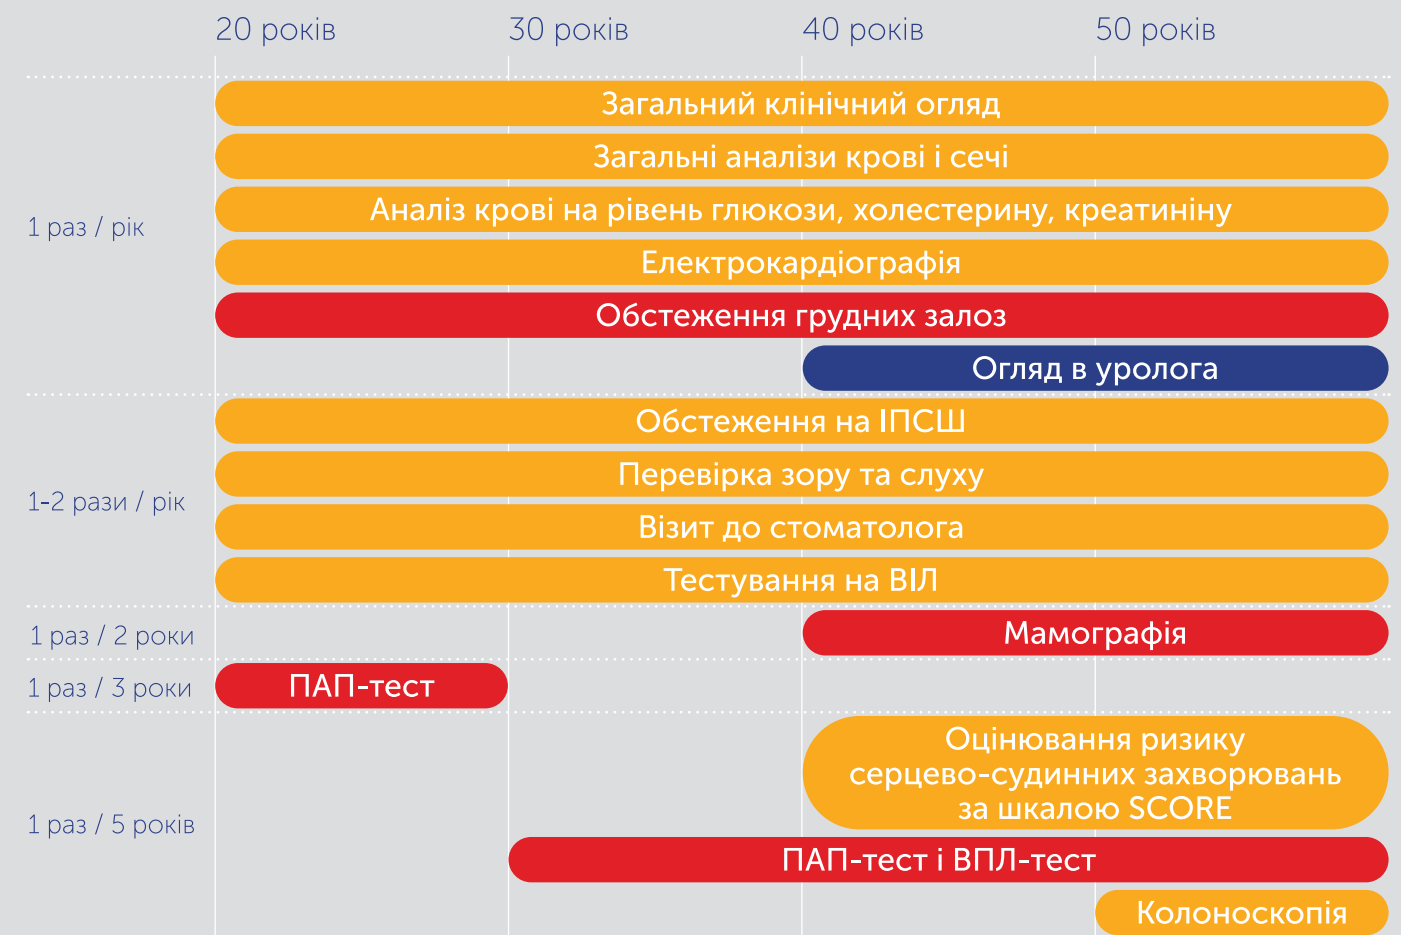 20 років
30 років
40 років
50 років
1 раз / рік
Загальний клінічний огляд
Загальні аналізи крові і сечі
Аналіз крові на рівень глюкози, холестерину, креатиніну
Електрокардіографія
Обстеження грудних залоз
Огляд в уролога
1-2 рази / рік
Обстеження на ІПСШ
Перевірка зору та слуху
Візит до стоматолога
Тестування на ВІЛ
1 раз / 2 роки
Мамографія
1 раз / 3 роки
ПАП-тест
1 раз / 5 років
Оцінювання ризику
серцево-судинних захворювань
за шкалою SCORE
ПАП-тест і ВПЛ-тест
Колоноскопія